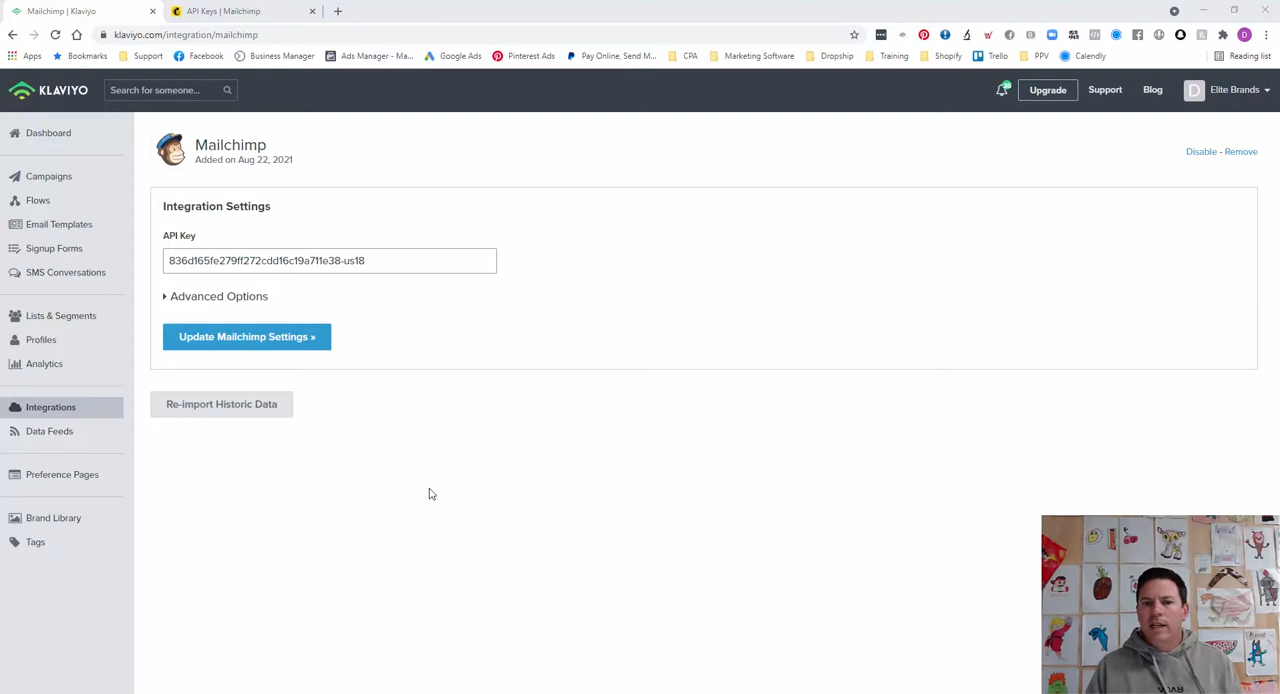 Mailchimp | Klaviyo
API Keys | Mailchimp
klaviyo.com/integration/mailchimp
Apps
Bookmarks
Support
Facebook
Business Manager
Ads Manager - Ma...
Google Ads
Pinterest Ads
Pay Online, Send M...
CPA
Marketing Software
Dropship
Training
Shopify
Trello
PPV
Calendly
Reading list
KLAVIYO
Search for someone...
Upgrade
Support
Blog
D
Elite Brands
Dashboard
Campaigns
Flows
Email Templates
Signup Forms
SMS Conversations
Lists & Segments
Profiles
Analytics
Integrations
Data Feeds
Preference Pages
Brand Library
Tags
Mailchimp
Added on Aug 22, 2021
Disable - Remove
Integration Settings
API Key
836d165fe279ff272cdd16c19a711e38-us18
Advanced Options
Update Mailchimp Settings »
Re-import Historic Data